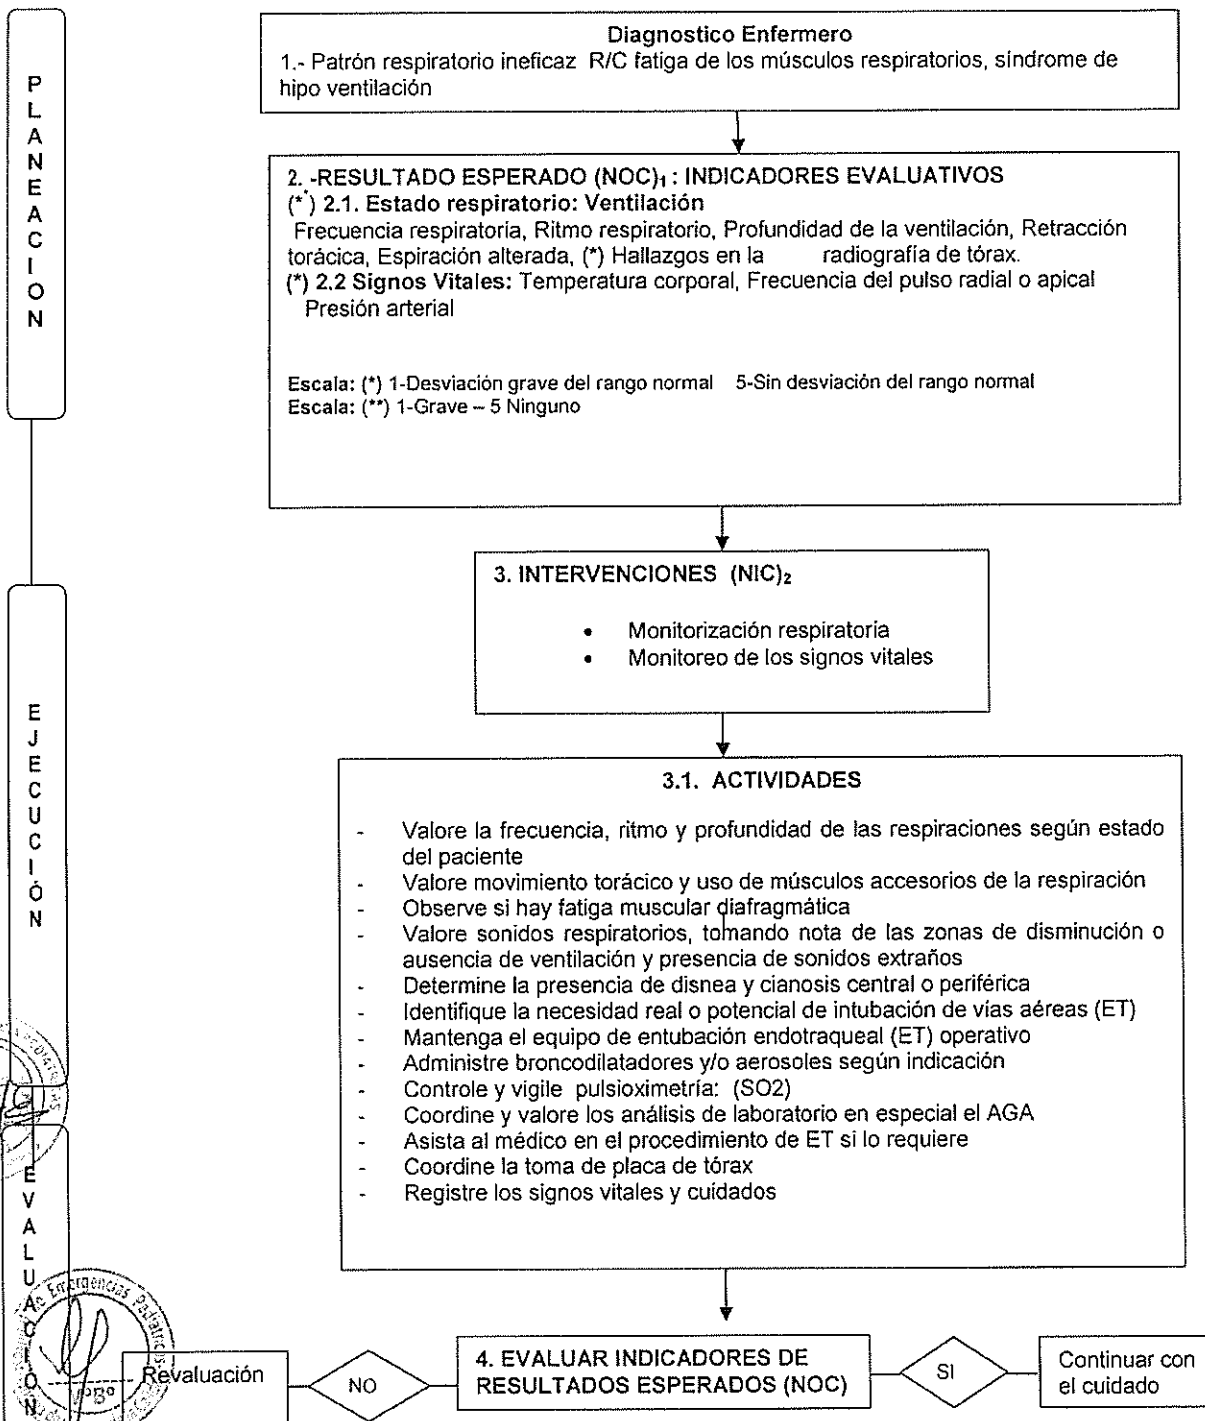 PLANEACION
Diagnostico Enfermero
1.- Patrón respiratorio ineficaz R/C fatiga de los músculos respiratorios, síndrome de
hipo ventilación
2. -RESULTADO ESPERADO (NOC)₁ : INDICADORES EVALUATIVOS
(**) 2.1. Estado respiratorio: Ventilación
Frecuencia respiratoria, Ritmo respiratorio, Profundidad de la ventilación, Retracción
torácica, Espiración alterada, (*) Hallazgos en la radiografía de tórax.
(*) 2.2 Signos Vitales: Temperatura corporal, Frecuencia del pulso radial o apical
Presión arterial
Escala: (*) 1-Desviación grave del rango normal 5-Sin desviación del rango normal
Escala: (**) 1-Grave – 5 Ninguno
EJECUCIÓN
3. INTERVENCIONES (NIC)₂
• Monitorización respiratoria
• Monitoreo de los signos vitales
3.1. ACTIVIDADES
- Valore la frecuencia, ritmo y profundidad de las respiraciones según estado
del paciente
- Valore movimiento torácico y uso de músculos accesorios de la respiración
- Observe si hay fatiga muscular diafragmática
- Valore sonidos respiratorios, tomando nota de las zonas de disminución o
ausencia de ventilación y presencia de sonidos extraños
- Determine la presencia de disnea y cianosis central o periférica
- Identifique la necesidad real o potencial de intubación de vías aéreas (ET)
- Mantenga el equipo de entubación endotraqueal (ET) operativo
- Administre broncodilatadores y/o aerosoles según indicación
- Controle y vigile pulsioximetría: (SO2)
- Coordine y valore los análisis de laboratorio en especial el AGA
- Asista al médico en el procedimiento de ET si lo requiere
- Coordine la toma de placa de tórax
- Registre los signos vitales y cuidados
EVALUACIÓN
de Emergencias Pediatricas
VºBº
Revaluación
NO
4. EVALUAR INDICADORES DE
RESULTADOS ESPERADOS (NOC)
SI
Continuar con
el cuidado